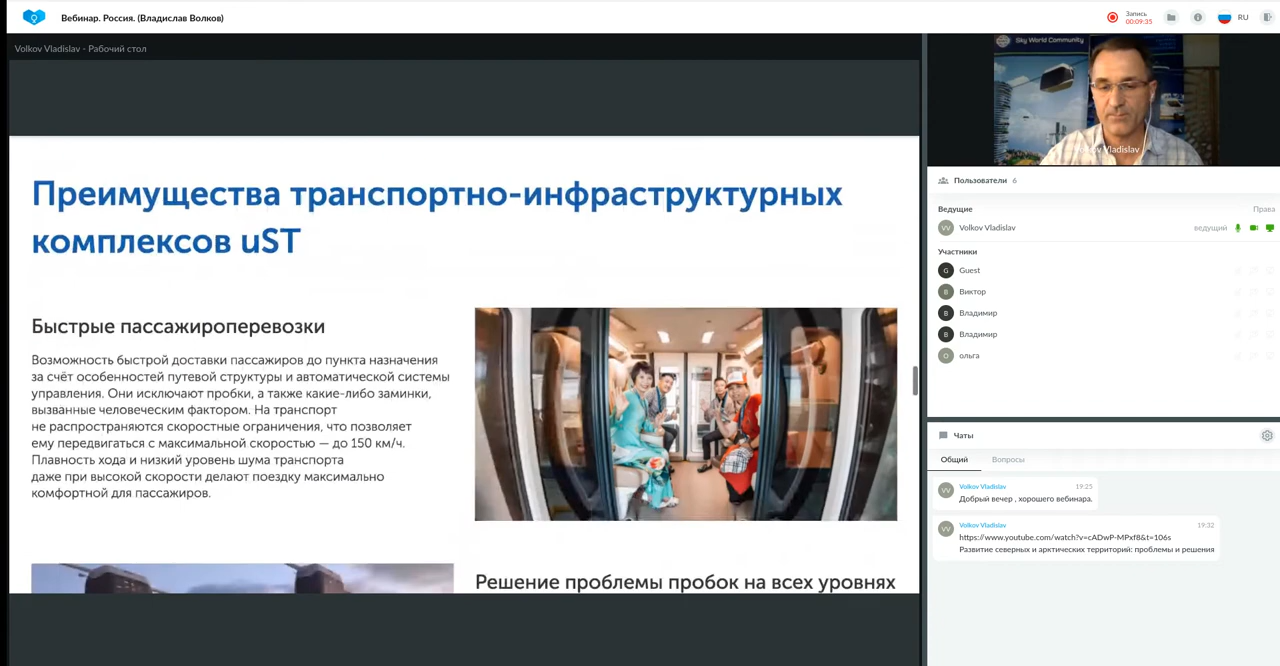 Вебинар. Россия. (Владислав Волков)
Запись
00:09:35
RU
Volkov Vladislav - Рабочий стол
Преимущества транспортно-инфраструктурных
комплексов uST
Быстрые пассажироперевозки
Возможность быстрой доставки пассажиров до пункта назначения
за счёт особенностей путевой структуры и автоматической системы
управления. Они исключают пробки, а также какие-либо заминки,
вызванные человеческим фактором. На транспорт
не распространяются скоростные ограничения, что позволяет
ему передвигаться с максимальной скоростью — до 150 км/ч.
Плавность хода и низкий уровень шума транспорта
даже при высокой скорости делают поездку максимально
комфортной для пассажиров.
Решение проблемы пробок на всех уровнях
Sky World Community
Volkov Vladislav
Пользователи 6
Ведущие Права
VV Volkov Vladislav ведущий
Участники
G Guest
В Виктор
В Владимир
В Владимир
О ольга
Чаты
Общий Вопросы
VV Volkov Vladislav 19:25
Добрый вечер , хорошего вебинара.
VV Volkov Vladislav 19:32
https://www.youtube.com/watch?v=cADwP-MPxf8&t=106s
Развитие северных и арктических территорий: проблемы и решения